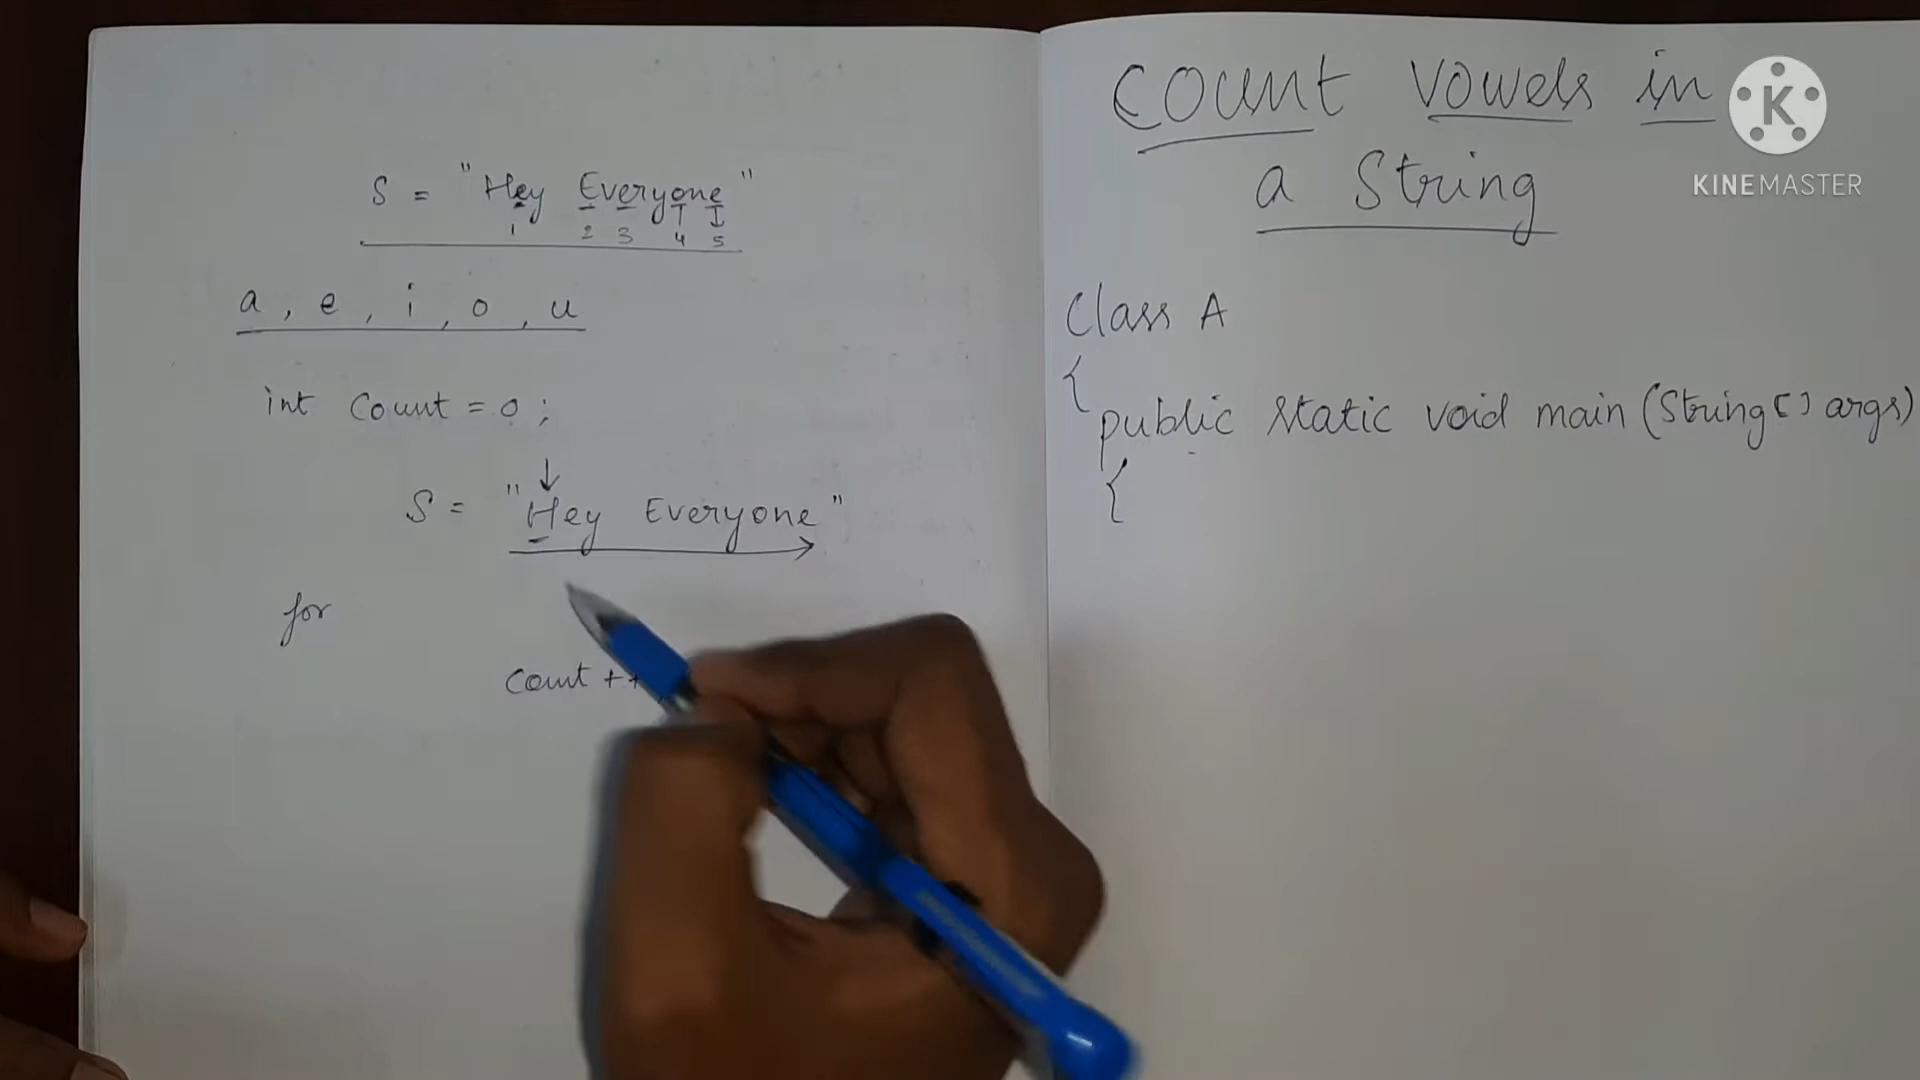 S = "Hey Everyone"
1 2 3 4 5
a, e, i, o, u
int Count = 0 ;
S = "Hey Everyone"
for
Count ++
Count Vowels in
a String
Class A
{
public static void main (String[] args)
{
KINEMASTER